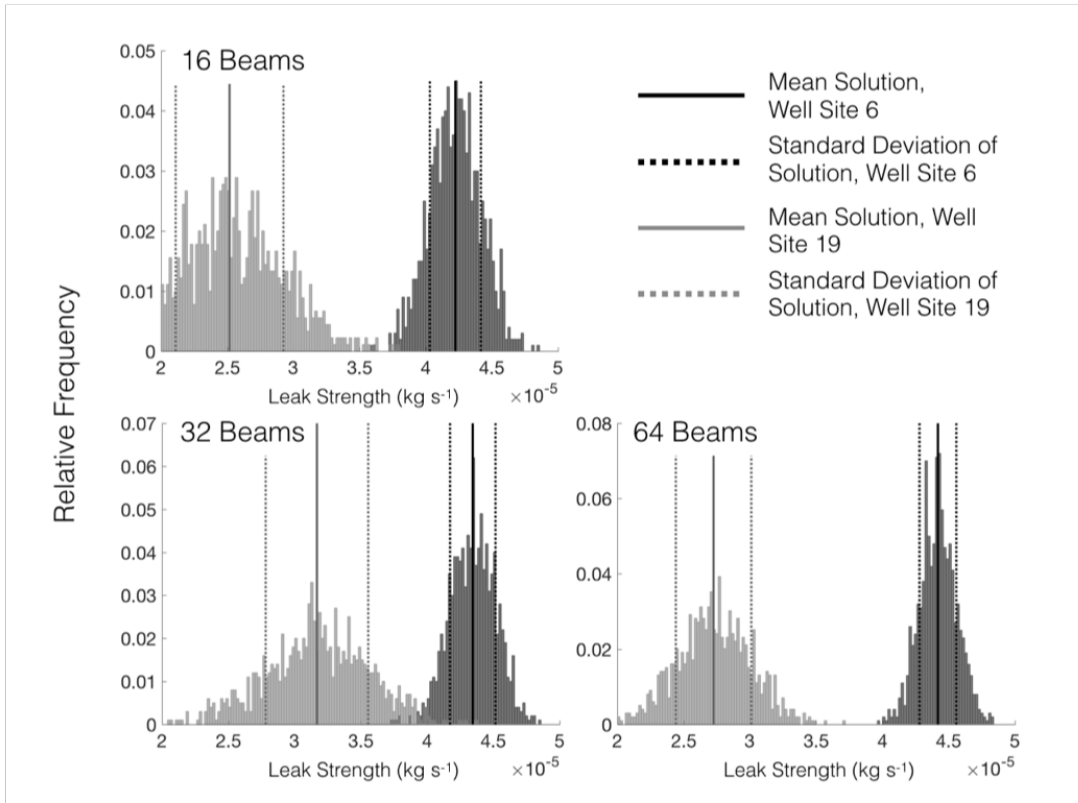 16 Beams
0.05
0.04
0.03
0.02
0.01
0
2 2.5 3 3.5 4 4.5 5
Leak Strength (kg s⁻¹) ×10⁻⁵
Mean Solution,
Well Site 6
Standard Deviation of
Solution, Well Site 6
Mean Solution, Well
Site 19
Standard Deviation of
Solution, Well Site 19
Relative Frequency
32 Beams
0.07
0.06
0.05
0.04
0.03
0.02
0.01
0
2 2.5 3 3.5 4 4.5 5
Leak Strength (kg s⁻¹) ×10⁻⁵
64 Beams
0.08
0.06
0.04
0.02
0
2 2.5 3 3.5 4 4.5 5
Leak Strength (kg s⁻¹) ×10⁻⁵